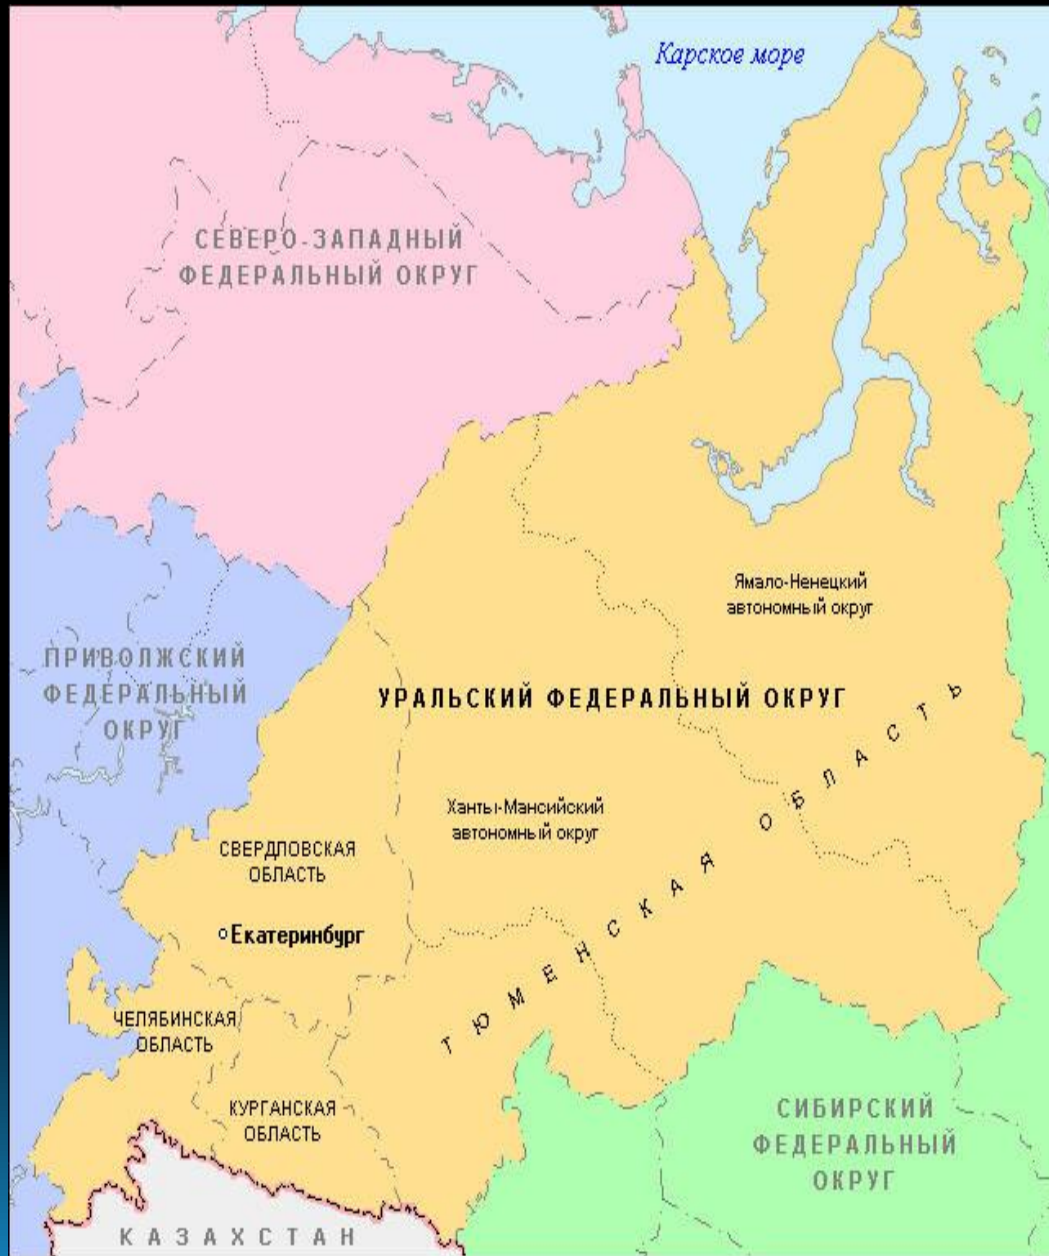 Карское море
СЕВЕРО-ЗАПАДНЫЙ
ФЕДЕРАЛЬНЫЙ ОКРУГ
Ямало-Ненецкий
автономный округ
ПРИВОЛЖСКИЙ
ФЕДЕРАЛЬНЫЙ
ОКРУГ
УРАЛЬСКИЙ ФЕДЕРАЛЬНЫЙ ОКРУГ
Ханты-Мансийский
автономный округ
ТЮМЕНСКАЯ ОБЛАСТЬ
СВЕРДЛОВСКАЯ
ОБЛАСТЬ
Екатеринбург
ЧЕЛЯБИНСКАЯ
ОБЛАСТЬ
КУРГАНСКАЯ
ОБЛАСТЬ
СИБИРСКИЙ
ФЕДЕРАЛЬНЫЙ
ОКРУГ
КАЗАХСТАН